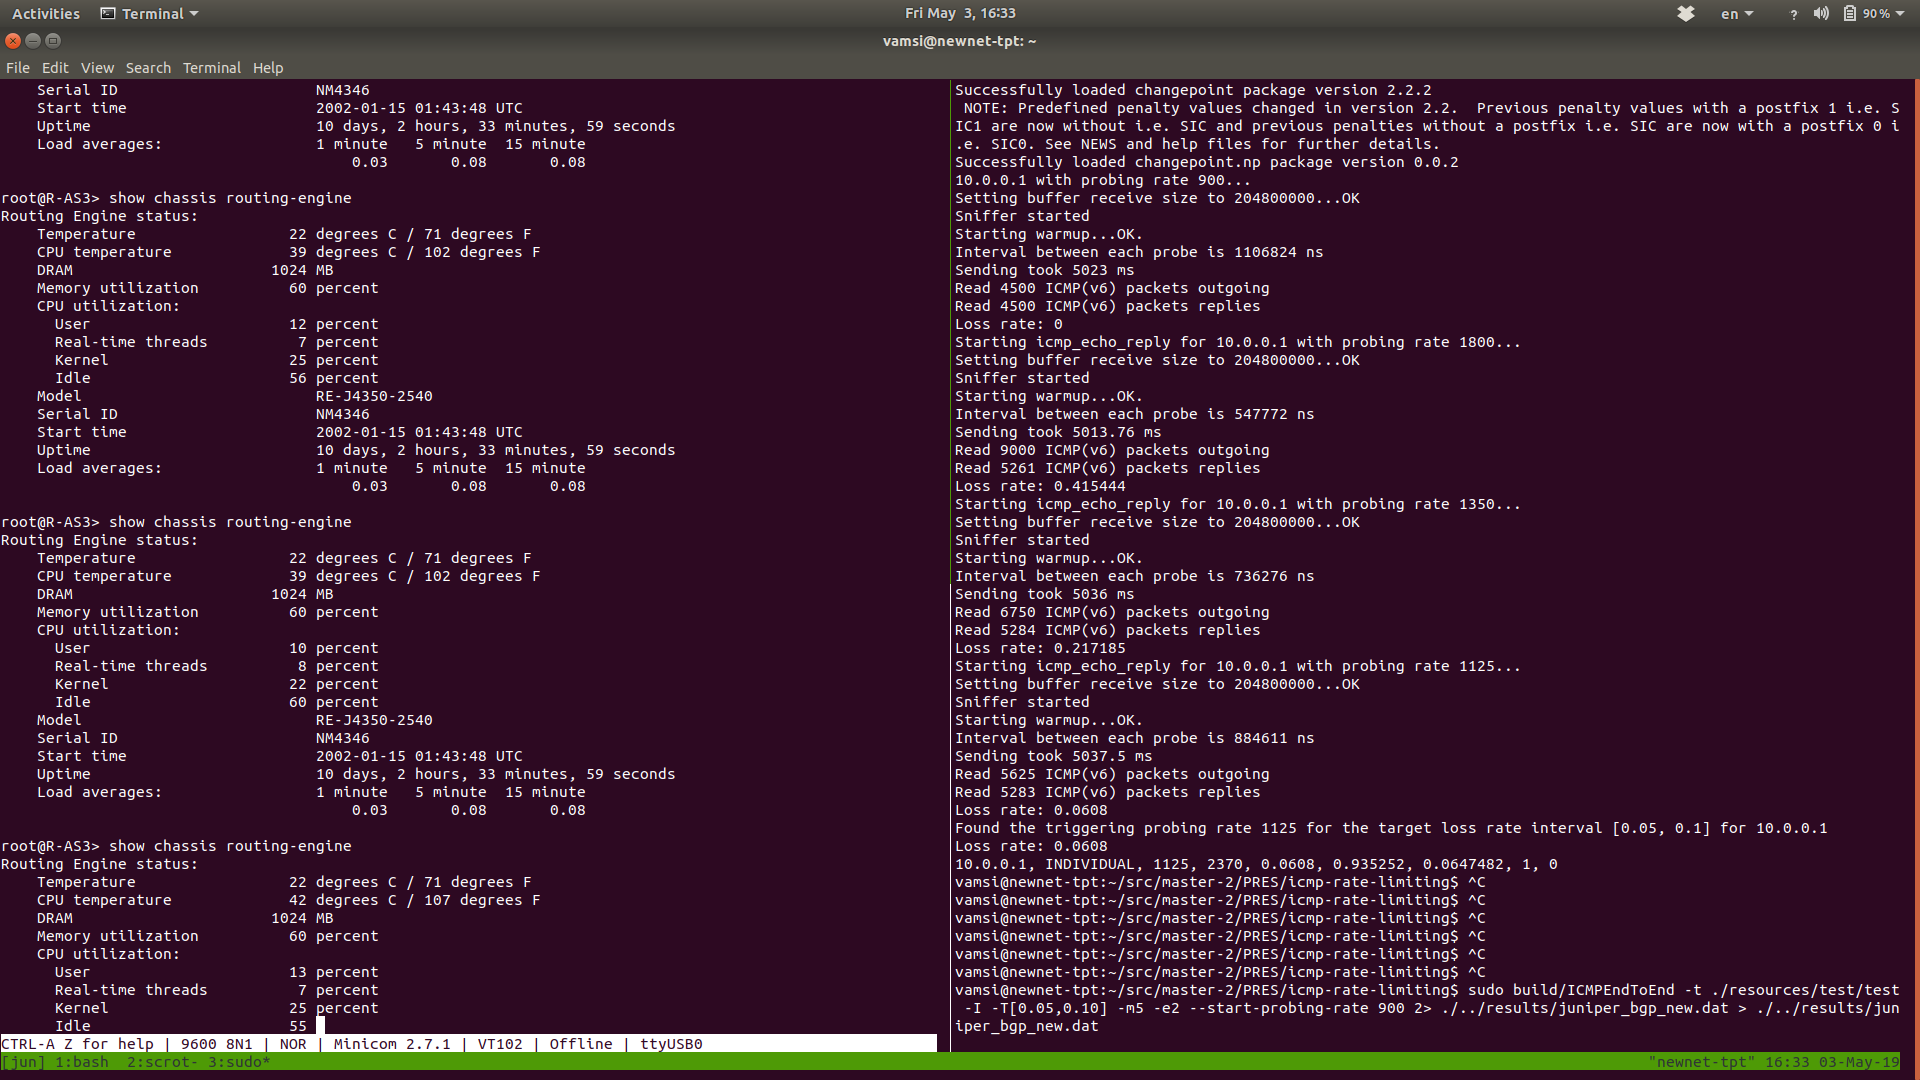 Activities Terminal Fri May 3, 16:33 en ? 90%
vamsi@newnet-tpt: ~
File Edit View Search Terminal Help
Serial ID NM4346
Start time 2002-01-15 01:43:48 UTC
Uptime 10 days, 2 hours, 33 minutes, 59 seconds
Load averages: 1 minute 5 minute 15 minute
0.03 0.08 0.08
root@R-AS3> show chassis routing-engine
Routing Engine status:
Temperature 22 degrees C / 71 degrees F
CPU temperature 39 degrees C / 102 degrees F
DRAM 1024 MB
Memory utilization 60 percent
CPU utilization:
User 12 percent
Real-time threads 7 percent
Kernel 25 percent
Idle 56 percent
Model RE-J4350-2540
Serial ID NM4346
Start time 2002-01-15 01:43:48 UTC
Uptime 10 days, 2 hours, 33 minutes, 59 seconds
Load averages: 1 minute 5 minute 15 minute
0.03 0.08 0.08
root@R-AS3> show chassis routing-engine
Routing Engine status:
Temperature 22 degrees C / 71 degrees F
CPU temperature 39 degrees C / 102 degrees F
DRAM 1024 MB
Memory utilization 60 percent
CPU utilization:
User 10 percent
Real-time threads 8 percent
Kernel 22 percent
Idle 60 percent
Model RE-J4350-2540
Serial ID NM4346
Start time 2002-01-15 01:43:48 UTC
Uptime 10 days, 2 hours, 33 minutes, 59 seconds
Load averages: 1 minute 5 minute 15 minute
0.03 0.08 0.08
root@R-AS3> show chassis routing-engine
Routing Engine status:
Temperature 22 degrees C / 71 degrees F
CPU temperature 42 degrees C / 107 degrees F
DRAM 1024 MB
Memory utilization 60 percent
CPU utilization:
User 13 percent
Real-time threads 7 percent
Kernel 25 percent
Idle 55
CTRL-A Z for help | 9600 8N1 | NOR | Minicom 2.7.1 | VT102 | Offline | ttyUSB0
Successfully loaded changepoint package version 2.2.2
NOTE: Predefined penalty values changed in version 2.2. Previous penalty values with a postfix 1 i.e. S
IC1 are now without i.e. SIC and previous penalties without a postfix i.e. SIC are now with a postfix 0 i
.e. SIC0. See NEWS and help files for further details.
Successfully loaded changepoint.np package version 0.0.2
10.0.0.1 with probing rate 900...
Setting buffer receive size to 204800000...OK
Sniffer started
Starting warmup...OK.
Interval between each probe is 1106824 ns
Sending took 5023 ms
Read 4500 ICMP(v6) packets outgoing
Read 4500 ICMP(v6) packets replies
Loss rate: 0
Starting icmp_echo_reply for 10.0.0.1 with probing rate 1800...
Setting buffer receive size to 204800000...OK
Sniffer started
Starting warmup...OK.
Interval between each probe is 547772 ns
Sending took 5013.76 ms
Read 9000 ICMP(v6) packets outgoing
Read 5261 ICMP(v6) packets replies
Loss rate: 0.415444
Starting icmp_echo_reply for 10.0.0.1 with probing rate 1350...
Setting buffer receive size to 204800000...OK
Sniffer started
Starting warmup...OK.
Interval between each probe is 736276 ns
Sending took 5036 ms
Read 6750 ICMP(v6) packets outgoing
Read 5284 ICMP(v6) packets replies
Loss rate: 0.217185
Starting icmp_echo_reply for 10.0.0.1 with probing rate 1125...
Setting buffer receive size to 204800000...OK
Sniffer started
Starting warmup...OK.
Interval between each probe is 884611 ns
Sending took 5037.5 ms
Read 5625 ICMP(v6) packets outgoing
Read 5283 ICMP(v6) packets replies
Loss rate: 0.0608
Found the triggering probing rate 1125 for the target loss rate interval [0.05, 0.1] for 10.0.0.1
Loss rate: 0.0608
10.0.0.1, INDIVIDUAL, 1125, 2370, 0.0608, 0.935252, 0.0647482, 1, 0
vamsi@newnet-tpt:~/src/master-2/PRES/icmp-rate-limiting$ ^C
vamsi@newnet-tpt:~/src/master-2/PRES/icmp-rate-limiting$ ^C
vamsi@newnet-tpt:~/src/master-2/PRES/icmp-rate-limiting$ ^C
vamsi@newnet-tpt:~/src/master-2/PRES/icmp-rate-limiting$ ^C
vamsi@newnet-tpt:~/src/master-2/PRES/icmp-rate-limiting$ ^C
vamsi@newnet-tpt:~/src/master-2/PRES/icmp-rate-limiting$ ^C
vamsi@newnet-tpt:~/src/master-2/PRES/icmp-rate-limiting$ sudo build/ICMPEndToEnd -t ./resources/test/test
-I -T[0.05,0.10] -m5 -e2 --start-probing-rate 900 2> ./../results/juniper_bgp_new.dat > ./../results/jun
iper_bgp_new.dat
[jun] 1:bash 2:scrot- 3:sudo* "newnet-tpt" 16:33 03-May-19